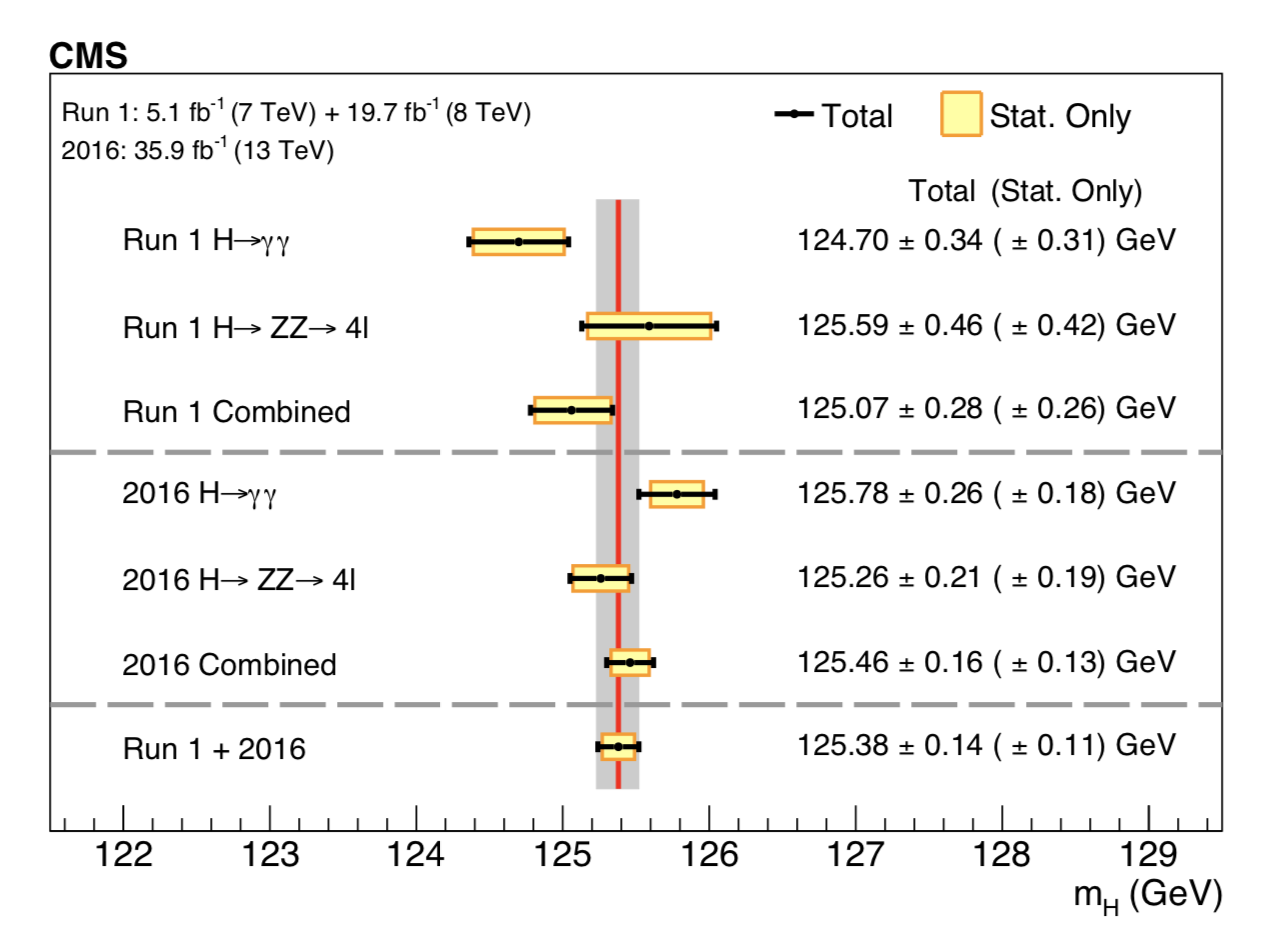 CMS
Run 1: 5.1 fb⁻¹ (7 TeV) + 19.7 fb⁻¹ (8 TeV)
2016: 35.9 fb⁻¹ (13 TeV)
Total
Stat. Only
Total (Stat. Only)
Run 1 H→γγ 124.70 ± 0.34 ( ± 0.31) GeV
Run 1 H→ ZZ→ 4l 125.59 ± 0.46 ( ± 0.42) GeV
Run 1 Combined 125.07 ± 0.28 ( ± 0.26) GeV
2016 H→γγ 125.78 ± 0.26 ( ± 0.18) GeV
2016 H→ ZZ→ 4l 125.26 ± 0.21 ( ± 0.19) GeV
2016 Combined 125.46 ± 0.16 ( ± 0.13) GeV
Run 1 + 2016 125.38 ± 0.14 ( ± 0.11) GeV
122 123 124 125 126 127 128 129
m_H (GeV)